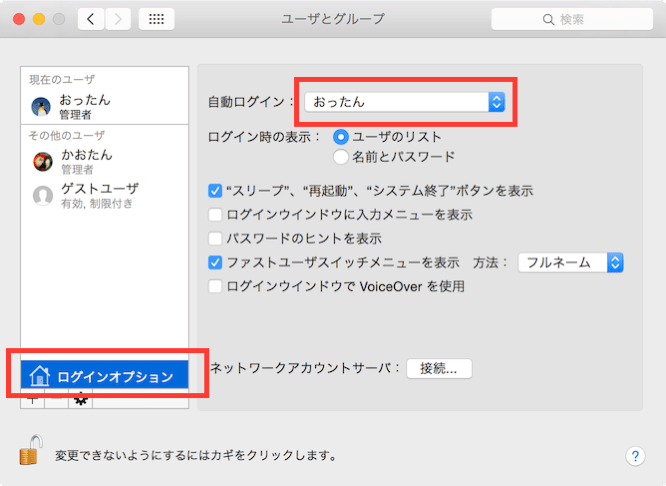 ユーザとグループ
検索
現在のユーザ
おったん
管理者
その他のユーザ
かおたん
管理者
ゲストユーザ
有効, 制限付き
ログインオプション
自動ログイン： おったん
ログイン時の表示： ユーザのリスト
名前とパスワード
“スリープ”、“再起動”、“システム終了”ボタンを表示
ログインウインドウに入力メニューを表示
パスワードのヒントを表示
ファストユーザスイッチメニューを表示 方法： フルネーム
ログインウインドウで VoiceOver を使用
ネットワークアカウントサーバ： 接続...
変更できないようにするにはカギをクリックします。
?